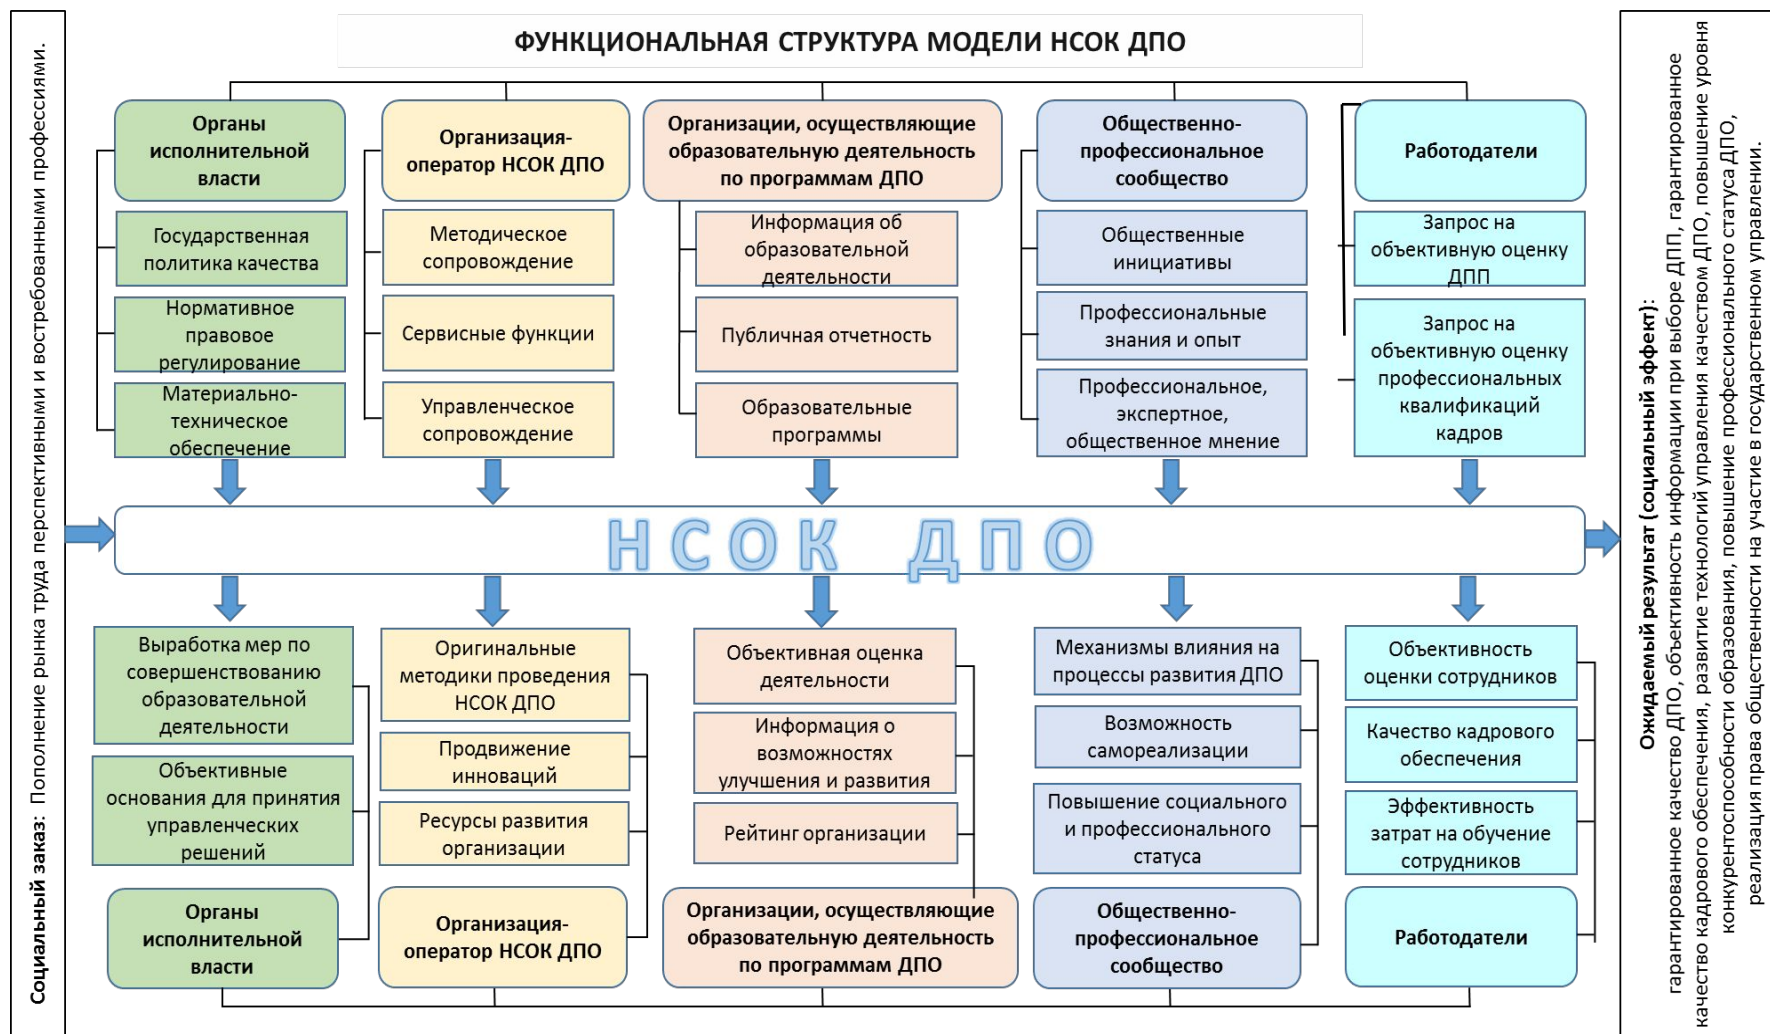 Социальный заказ: Пополнение рынка труда перспективными и востребованными профессиями.
ФУНКЦИОНАЛЬНАЯ СТРУКТУРА МОДЕЛИ НСОК ДПО
Органы
исполнительной
власти
Государственная
политика качества
Нормативное
правовое
регулирование
Материально-
техническое
обеспечение
Организация-
оператор НСОК ДПО
Методическое
сопровождение
Сервисные функции
Управленческое
сопровождение
Организации, осуществляющие
образовательную деятельность
по программам ДПО
Информация об
образовательной
деятельности
Публичная отчетность
Образовательные
программы
Общественно-
профессиональное
сообщество
Общественные
инициативы
Профессиональные
знания и опыт
Профессиональное,
экспертное,
общественное мнение
Работодатели
Запрос на
объективную оценку
ДПП
Запрос на
объективную оценку
профессиональных
квалификаций
кадров
НСОК ДПО
Выработка мер по
совершенствованию
образовательной
деятельности
Объективные
основания для принятия
управленческих
решений
Органы
исполнительной
власти
Оригинальные
методики проведения
НСОК ДПО
Продвижение
инноваций
Ресурсы развития
организации
Организация-
оператор НСОК ДПО
Объективная оценка
деятельности
Информация о
возможностях
улучшения и развития
Рейтинг организации
Организации, осуществляющие
образовательную деятельность
по программам ДПО
Механизмы влияния на
процессы развития ДПО
Возможность
самореализации
Повышение социального
и профессионального
статуса
Общественно-
профессиональное
сообщество
Объективность
оценки сотрудников
Качество кадрового
обеспечения
Эффективность
затрат на обучение
сотрудников
Работодатели
Ожидаемый результат (социальный эффект):
гарантированное качество ДПО, объективность информации при выборе ДПП, гарантированное
качество кадрового обеспечения, развитие технологий управления качеством ДПО, повышение уровня
конкурентоспособности образования, повышение профессионального статуса ДПО,
реализация права общественности на участие в государственном управлении.